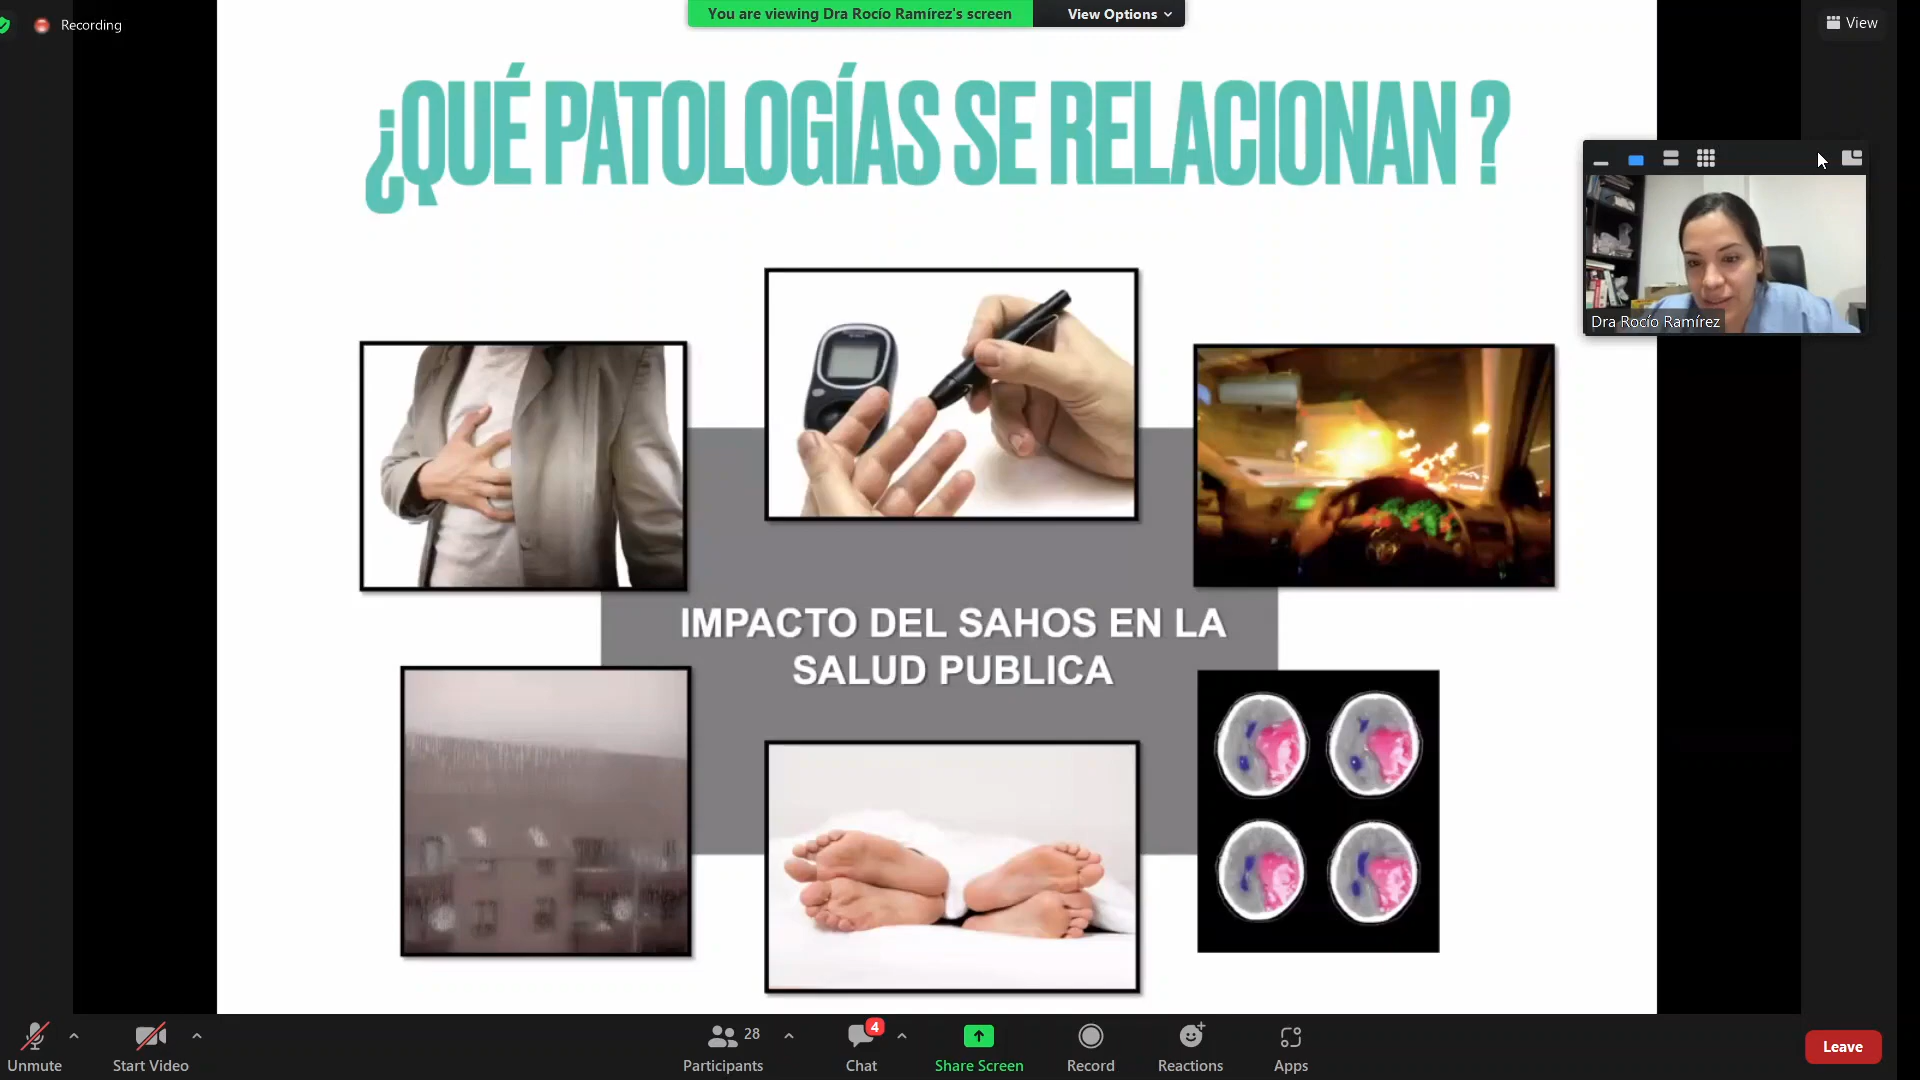 Recording
You are viewing Dra Rocío Ramírez's screen
View Options
View
¿QUÉ PATOLOGÍAS SE RELACIONAN ?
Dra Rocío Ramírez
IMPACTO DEL SAHOS EN LA
SALUD PUBLICA
Unmute
Start Video
28
Participants
4
Chat
Share Screen
Record
Reactions
Apps
Leave